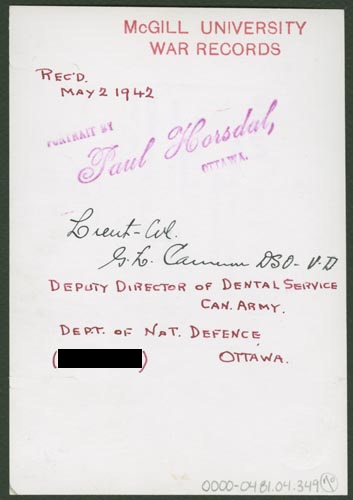 McGILL UNIVERSITY
WAR RECORDS
REC'D.
MAY 2 1942
PORTRAIT BY
Paul Horsdal,
OTTAWA.
Lieut-Col.
G. L. Cameron DSO - V.D
DEPUTY DIRECTOR OF DENTAL SERVICE
CAN. ARMY.
DEPT. OF NAT. DEFENCE
( ) OTTAWA.
0000-0481.04.349